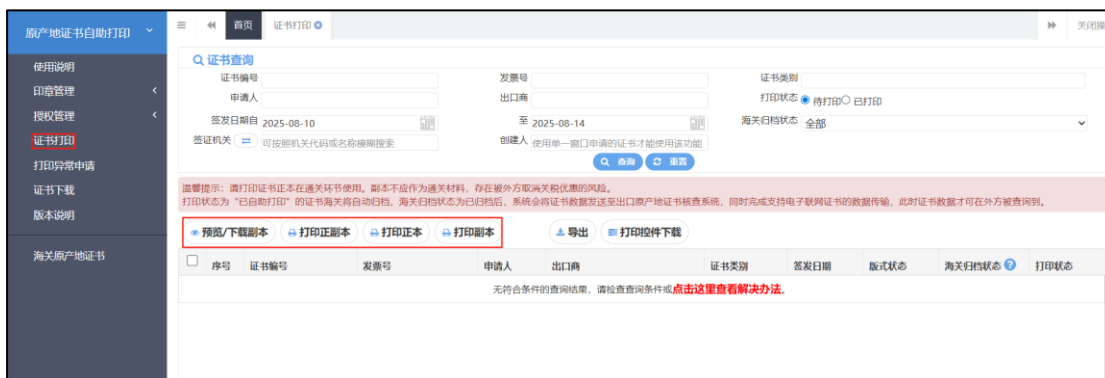 原产地证书自助打印
使用说明
印章管理
授权管理
证书打印
打印异常申请
证书下载
版本说明
海关原产地证书
首页 证书打印 关闭操
证书查询
证书编号 发票号 证书类别
申请人 出口商 打印状态 待打印 已打印
签发日期自 2025-08-10 至 2025-08-14 海关归档状态 全部
签证机关 可按照机关代码或名称模糊搜索 创建人 使用单一窗口申请的证书才能使用该功能
查询 重置
温馨提示：请打印证书正本在通关环节使用。副本不应作为通关材料，存在被外方取消关税优惠的风险。
打印状态为“已自助打印”的证书海关将自动归档，海关归档状态为已归档后，系统会将证书数据发送至出口原产地证书核查系统，同时完成支持电子联网证书的数据传输，此时证书数据才可在外方被查询到。
预览/下载副本 打印正副本 打印正本 打印副本 导出 打印控件下载
序号 证书编号 发票号 申请人 出口商 证书类别 签发日期 版式状态 海关归档状态 打印状态
无符合条件的查询结果，请检查查询条件或点击这里查看解决办法。